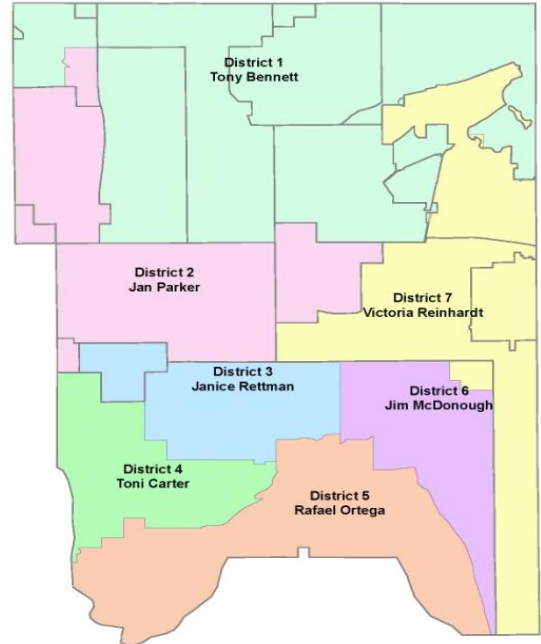 District 1
Tony Bennett
District 2
Jan Parker
District 7
Victoria Reinhardt
District 3
Janice Rettman
District 6
Jim McDonough
District 4
Toni Carter
District 5
Rafael Ortega